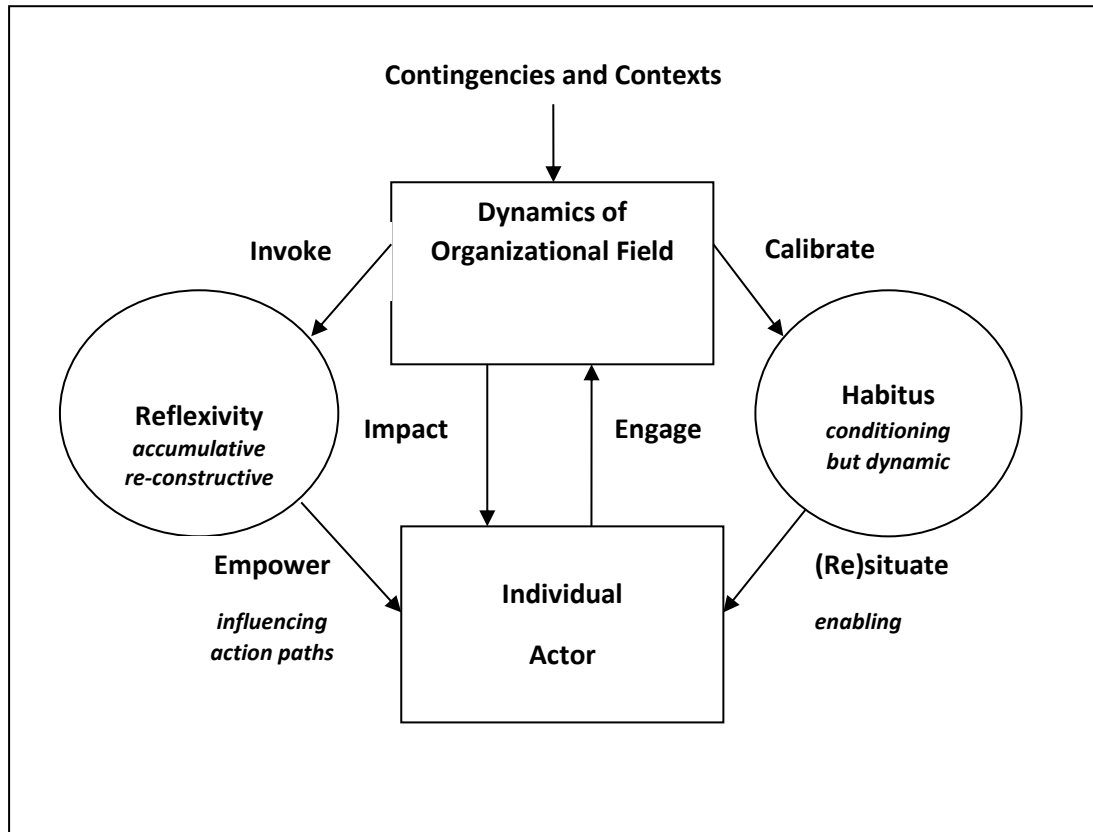 Contingencies and Contexts
Dynamics of
Organizational Field
Invoke
Calibrate
Reflexivity
accumulative
re-constructive
Impact
Engage
Habitus
conditioning
but dynamic
Empower
influencing
action paths
Individual
Actor
(Re)situate
enabling